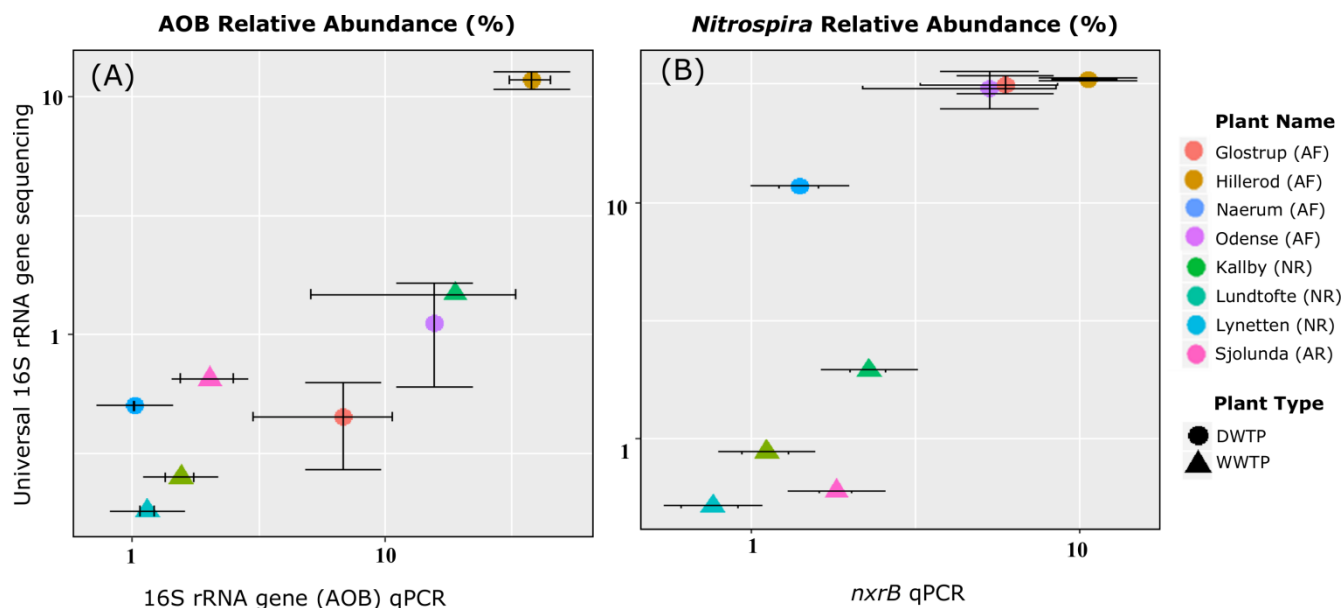 AOB Relative Abundance (%)
Nitrospira Relative Abundance (%)
(A)
(B)
Universal 16S rRNA gene sequencing
10
1
10
1
1
10
1
10
16S rRNA gene (AOB) qPCR
nxrB qPCR
Plant Name
Glostrup (AF)
Hillerod (AF)
Naerum (AF)
Odense (AF)
Kallby (NR)
Lundtofte (NR)
Lynetten (NR)
Sjolunda (AR)
Plant Type
DWTP
WWTP